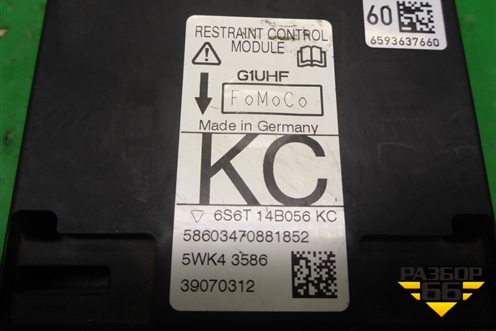 RESTRAINT CONTROL
MODULE
G1UHF
FoMoCo
Made in Germany
KC
6S6T 14B056 KC
58603470881852
5WK4 3586
39070312
60
6593637660
РАЗБОР
66